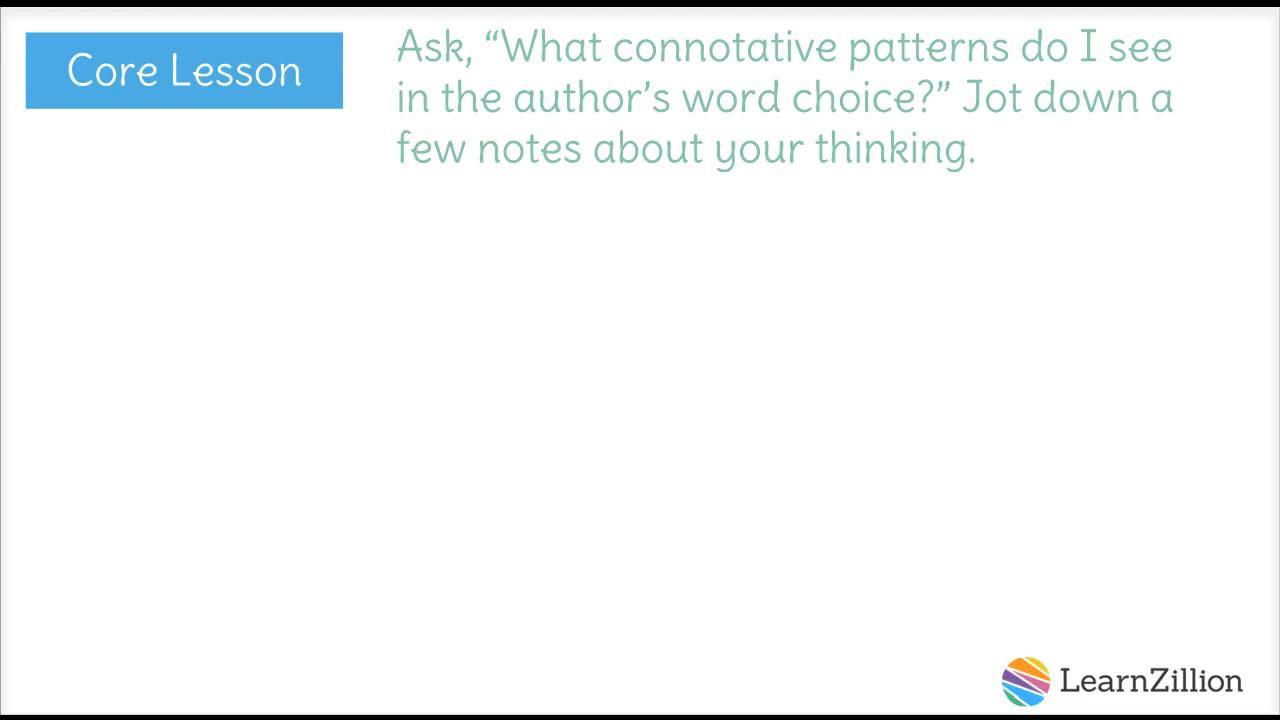 Core Lesson
Ask, “What connotative patterns do I see
in the author’s word choice?” Jot down a
few notes about your thinking.
LearnZillion